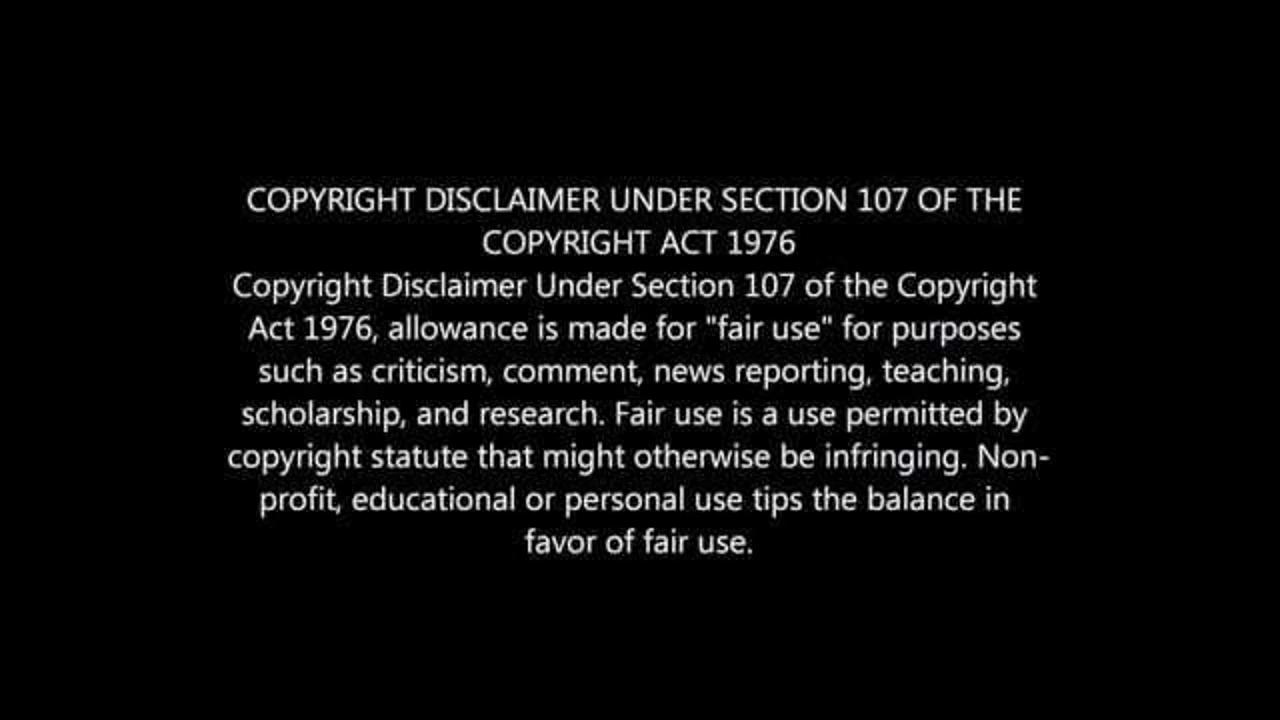 COPYRIGHT DISCLAIMER UNDER SECTION 107 OF THE
COPYRIGHT ACT 1976
Copyright Disclaimer Under Section 107 of the Copyright
Act 1976, allowance is made for "fair use" for purposes
such as criticism, comment, news reporting, teaching,
scholarship, and research. Fair use is a use permitted by
copyright statute that might otherwise be infringing. Non-
profit, educational or personal use tips the balance in
favor of fair use.